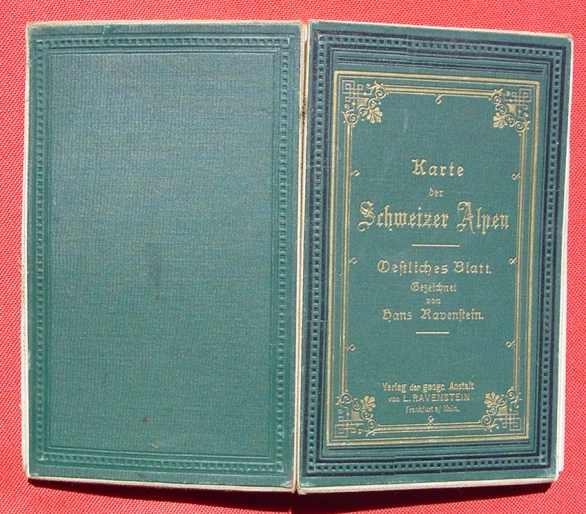 Karte
der
Schweizer Alpen
Oestliches Blatt.
Gezeichnet
von
Hans Ravenstein.
Verlag der geogr. Anstalt
von L. RAVENSTEIN
Frankfurt a/ Main.